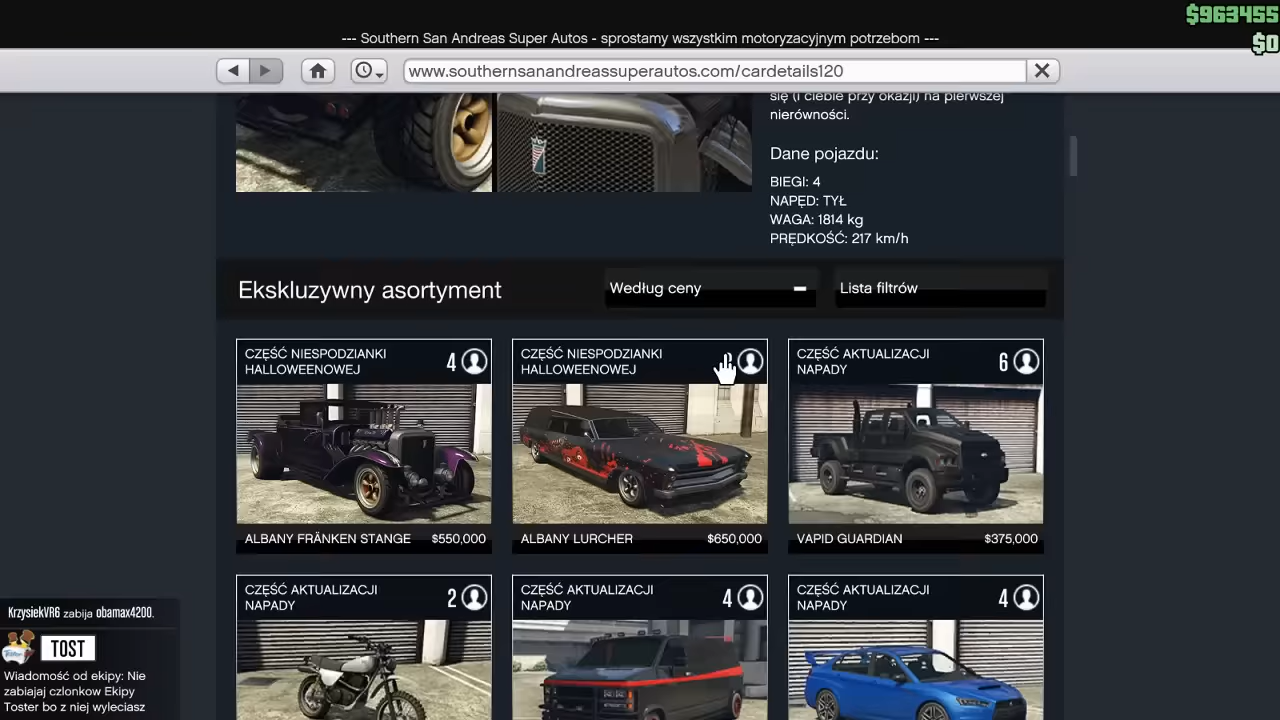 $963455
--- Southern San Andreas Super Autos - sprostamy wszystkim motoryzacyjnym potrzebom ---
$0
www.southernsanandreassuperautos.com/cardetails120
się (i ciebie przy okazji) na pierwszej
nierówności.
Dane pojazdu:
BIEGI: 4
NAPĘD: TYŁ
WAGA: 1814 kg
PRĘDKOŚĆ: 217 km/h
Ekskluzywny asortyment
Według ceny
Lista filtrów
CZĘŚĆ NIESPODZIANKI
HALLOWEENOWEJ
4
ALBANY FRÄNKEN STANGE $550,000
CZĘŚĆ NIESPODZIANKI
HALLOWEENOWEJ
ALBANY LURCHER $650,000
CZĘŚĆ AKTUALIZACJI
NAPADY
6
VAPID GUARDIAN $375,000
CZĘŚĆ AKTUALIZACJI
NAPADY
2
CZĘŚĆ AKTUALIZACJI
NAPADY
4
CZĘŚĆ AKTUALIZACJI
NAPADY
4
KrzysiekVR6 zabija obamax4200.
TOST
Wiadomość od ekipy: Nie
zabiajaj czlonkow Ekipy
Toster bo z niej wyleciasz